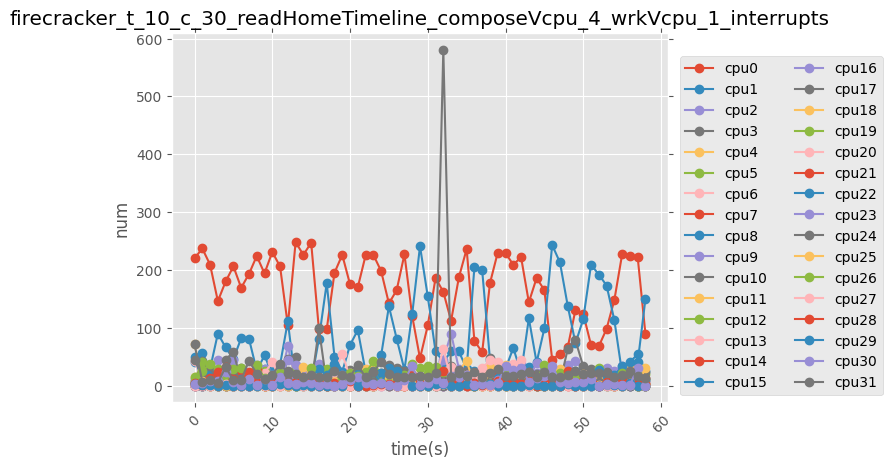 firecracker_t_10_c_30_readHomeTimeline_composeVcpu_4_wrkVcpu_1_interrupts
600
500
400
300
200
100
0
num
0 10 20 30 40 50 60
time(s)
cpu0 cpu16
cpu1 cpu17
cpu2 cpu18
cpu3 cpu19
cpu4 cpu20
cpu5 cpu21
cpu6 cpu22
cpu7 cpu23
cpu8 cpu24
cpu9 cpu25
cpu10 cpu26
cpu11 cpu27
cpu12 cpu28
cpu13 cpu29
cpu14 cpu30
cpu15 cpu31